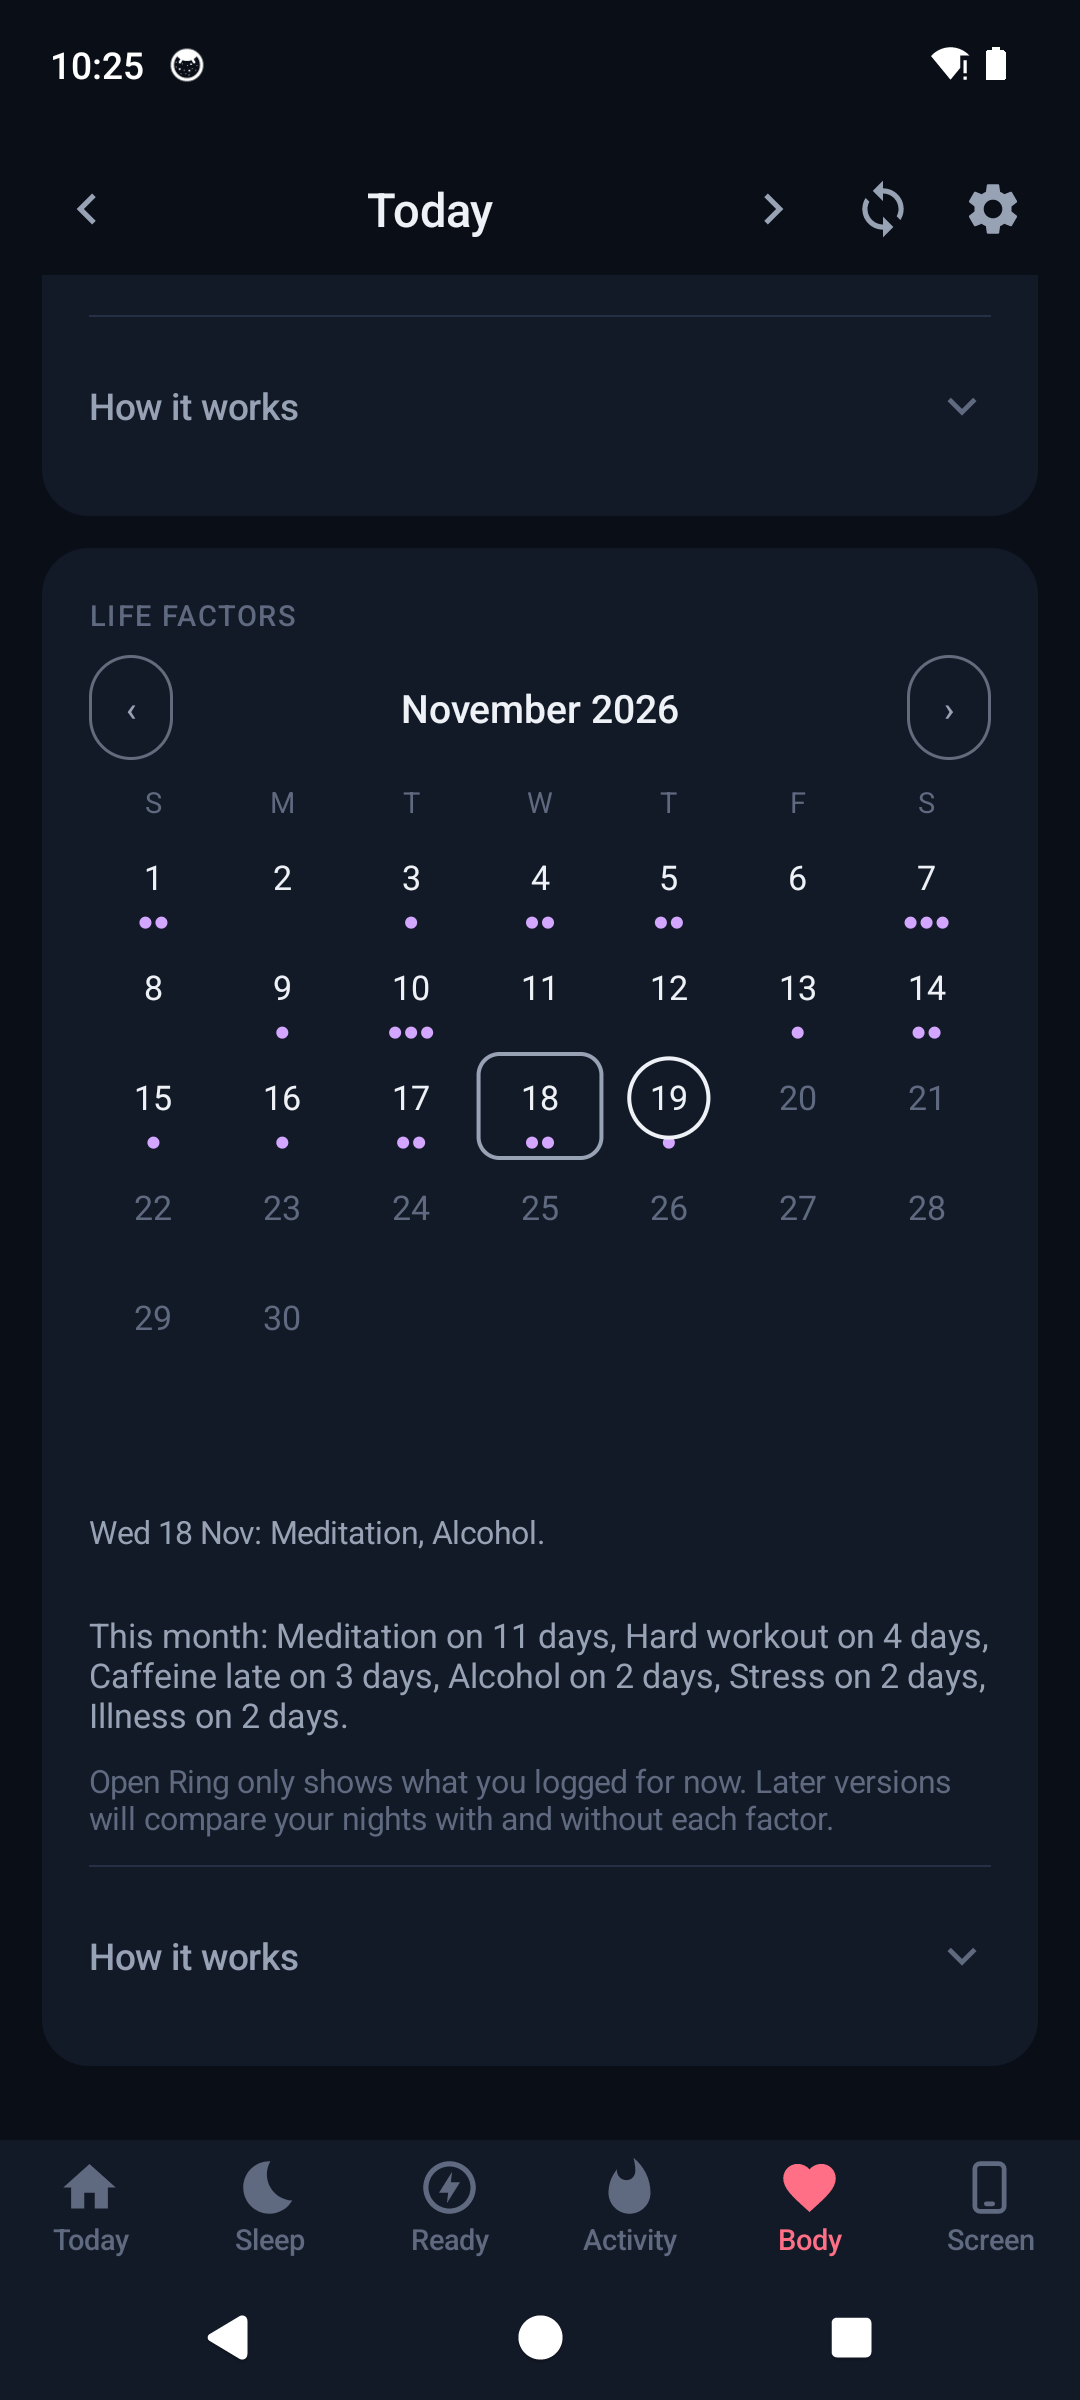 10:25
Today
How it works
LIFE FACTORS
‹ November 2026 ›
S M T W T F S
1 2 3 4 5 6 7
8 9 10 11 12 13 14
15 16 17 18 19 20 21
22 23 24 25 26 27 28
29 30
Wed 18 Nov: Meditation, Alcohol.
This month: Meditation on 11 days, Hard workout on 4 days,
Caffeine late on 3 days, Alcohol on 2 days, Stress on 2 days,
Illness on 2 days.
Open Ring only shows what you logged for now. Later versions
will compare your nights with and without each factor.
How it works
Today Sleep Ready Activity Body Screen